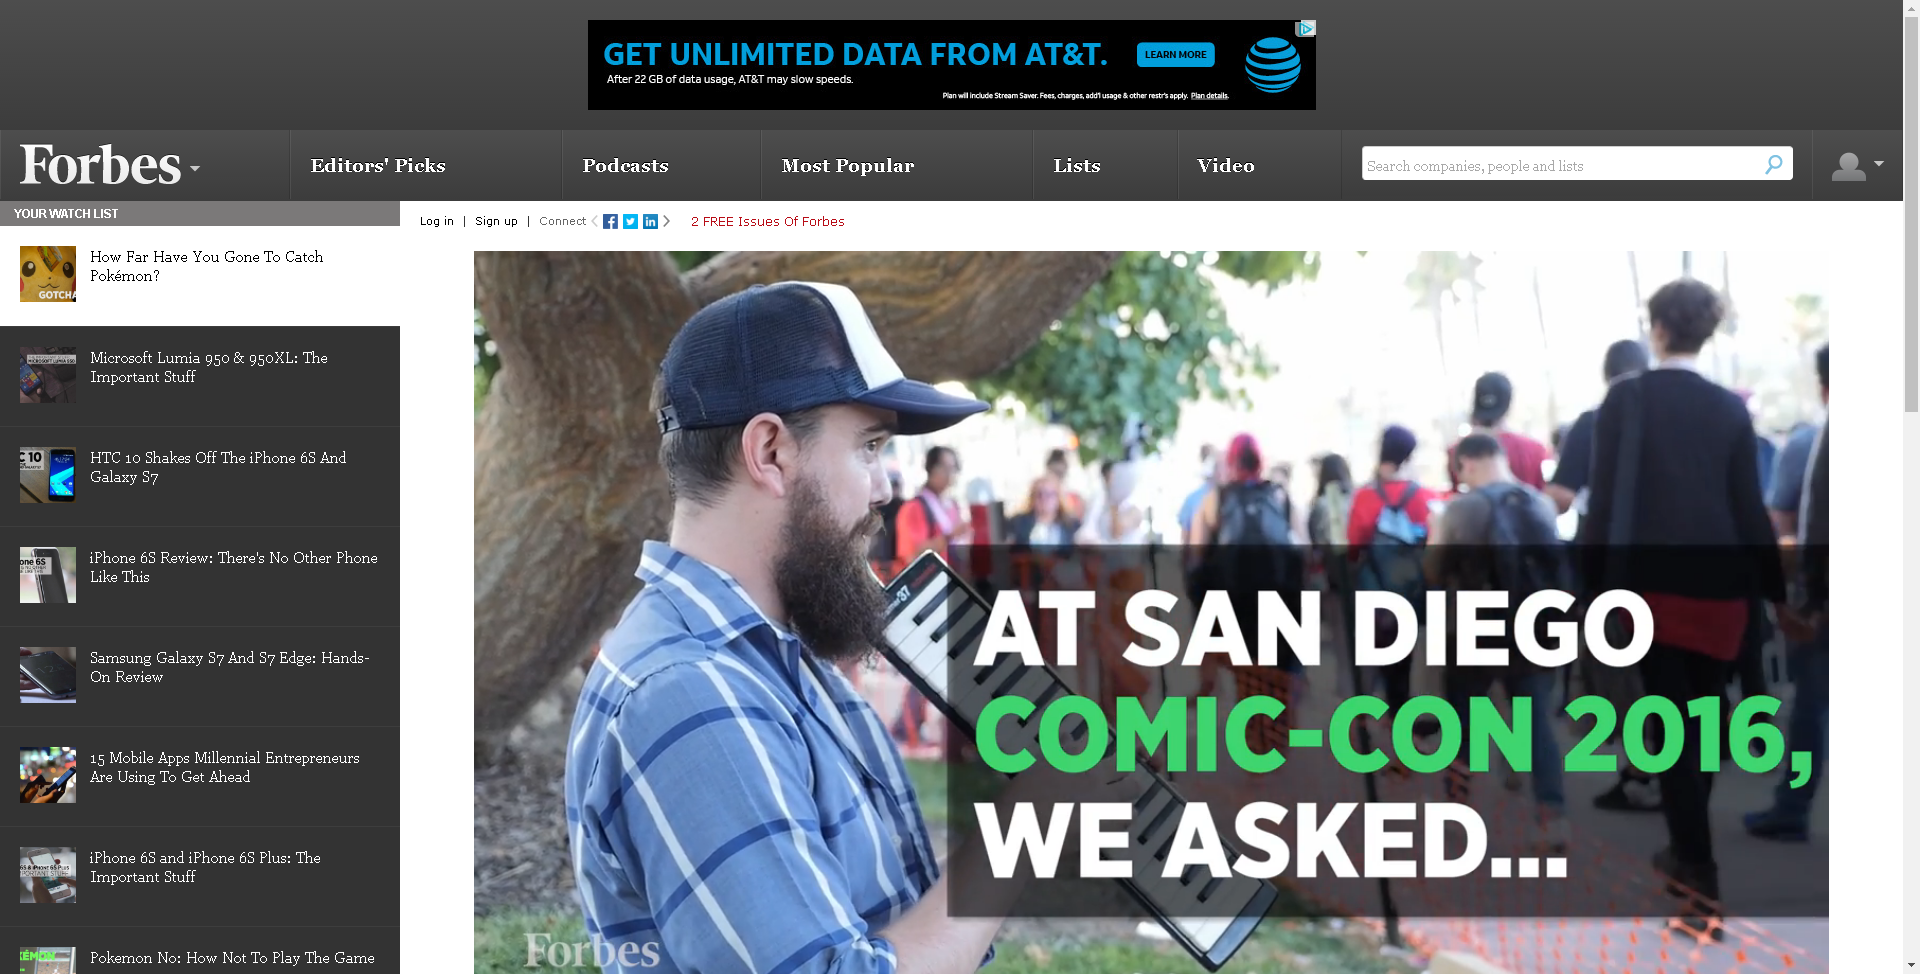 GET UNLIMITED DATA FROM AT&T.
LEARN MORE
After 22 GB of data usage, AT&T may slow speeds.
Plan will include Stream Saver. Fees, charges, add'l usage & other restr's apply. Plan details.
Forbes
Editors' Picks
Podcasts
Most Popular
Lists
Video
Search companies, people and lists
YOUR WATCH LIST
Log in | Sign up | Connect
2 FREE Issues Of Forbes
GOTCHA
How Far Have You Gone To Catch
Pokémon?
MICROSOFT LUMIA 950
Microsoft Lumia 950 & 950XL: The
Important Stuff
C 10
HTC 10 Shakes Off The iPhone 6S And
Galaxy S7
one 6S
iPhone 6S Review: There's No Other Phone
Like This
Samsung Galaxy S7 And S7 Edge: Hands-
On Review
15 Mobile Apps Millennial Entrepreneurs
Are Using To Get Ahead
iPhone 6S and iPhone 6S Plus: The
Important Stuff
Pokemon No: How Not To Play The Game
37
AT SAN DIEGO
COMIC-CON 2016,
WE ASKED...
Forbes